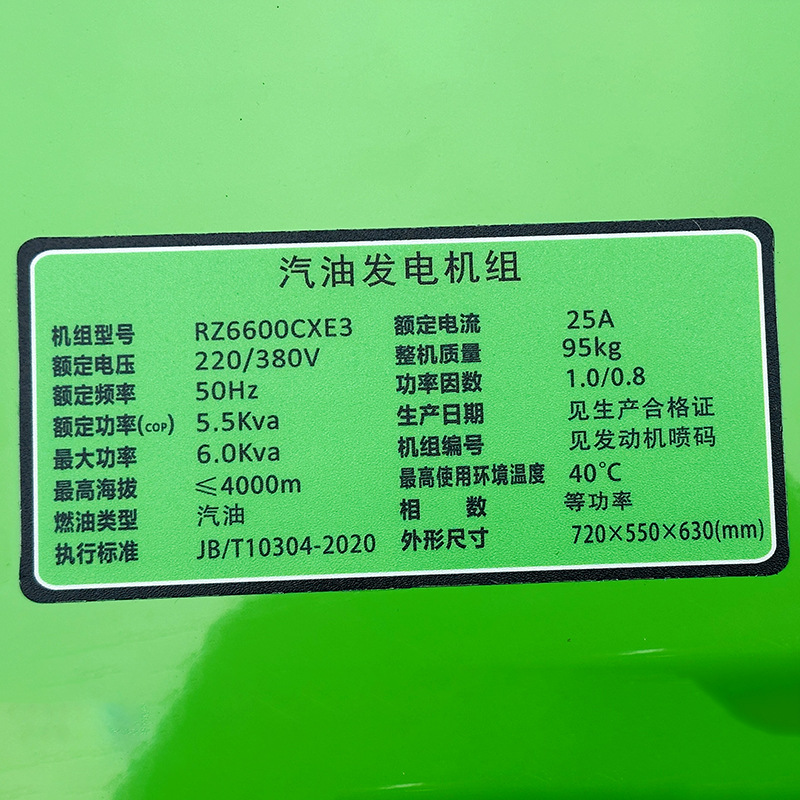 汽油发电机组
机组型号 RZ6600CXE3 额定电流 25A
额定电压 220/380V 整机质量 95kg
额定频率 50Hz 功率因数 1.0/0.8
额定功率(COP) 5.5Kva 生产日期 见生产合格证
最大功率 6.0Kva 机组编号 见发动机喷码
最高海拔 ≤4000m 最高使用环境温度 40℃
燃油类型 汽油 相 数 等功率
执行标准 JB/T10304-2020 外形尺寸 720×550×630(mm)